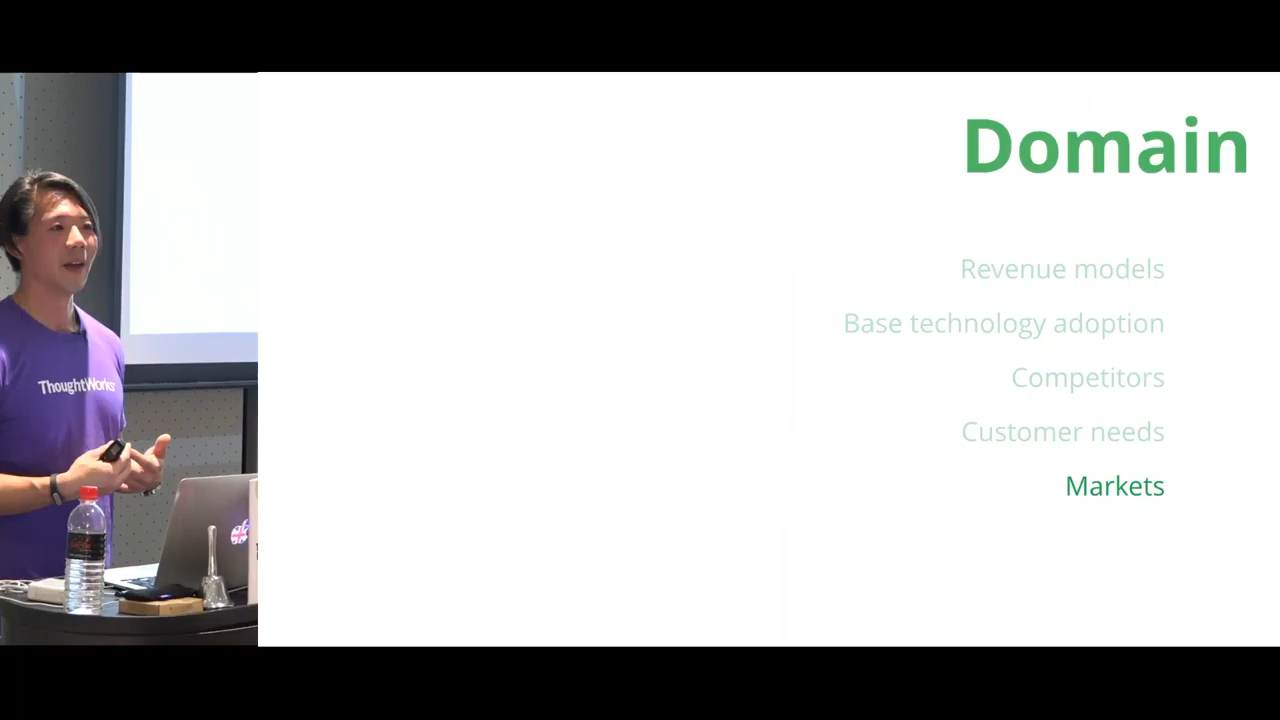 Domain
Revenue models
Base technology adoption
Competitors
Customer needs
Markets
ThoughtWorks